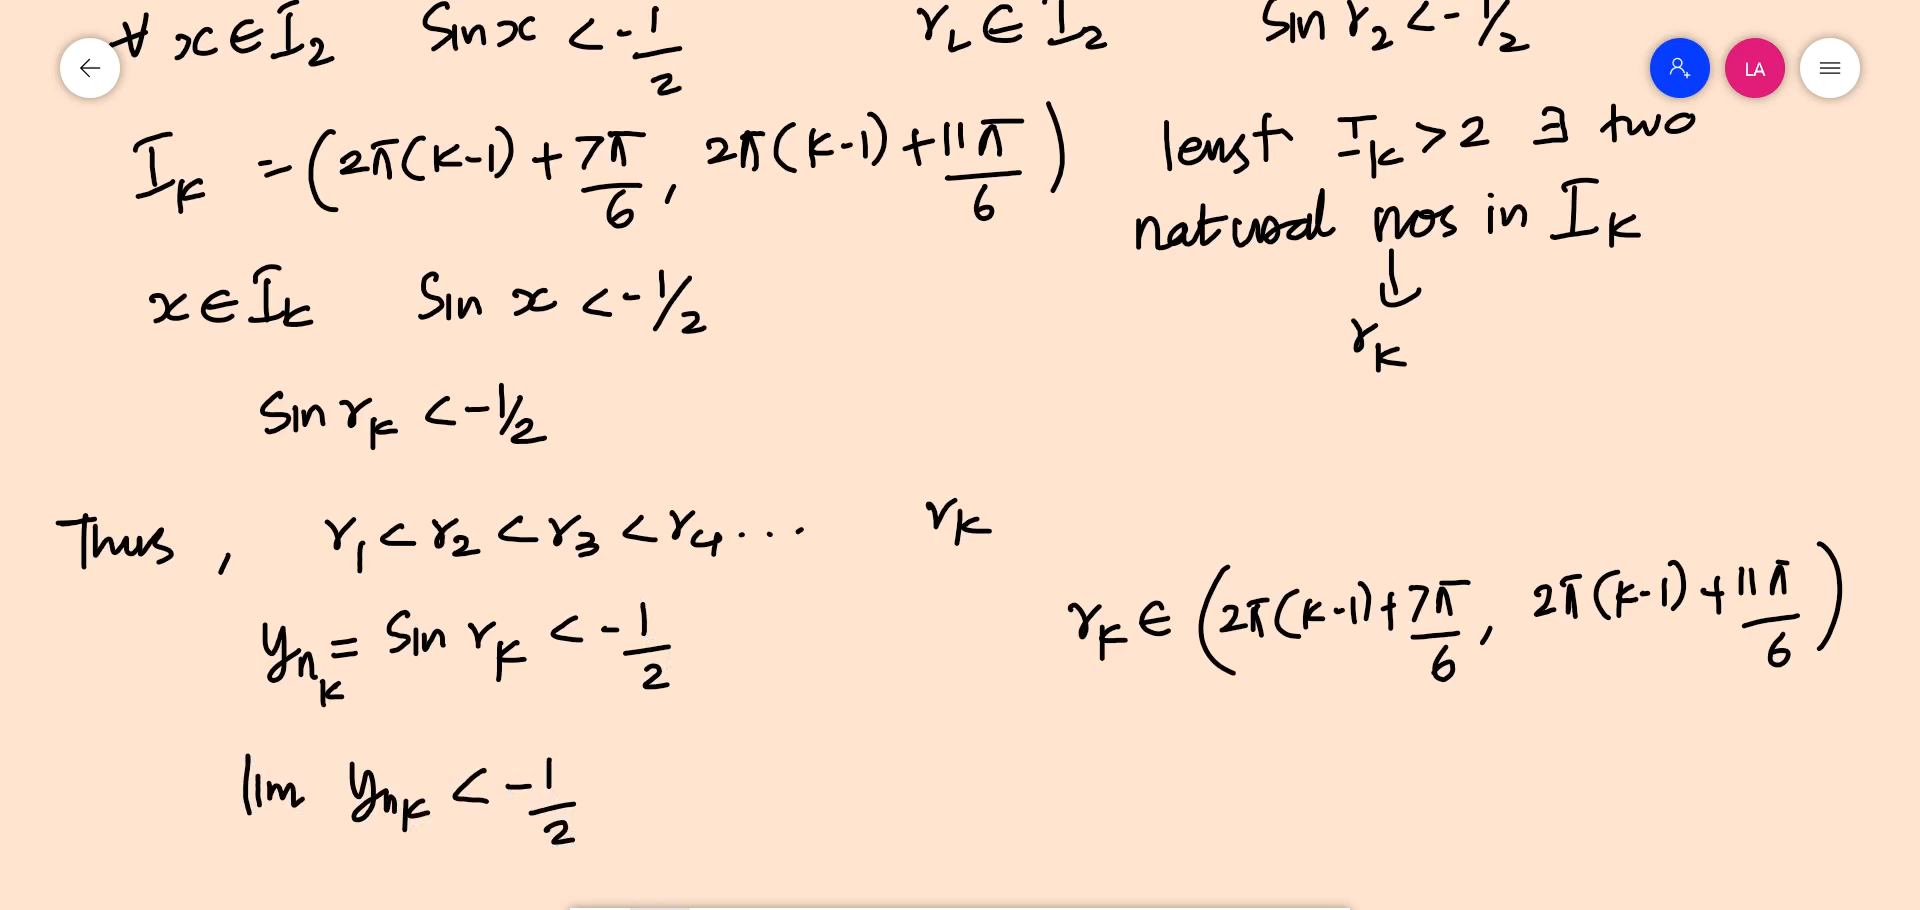 ∀ x ∈ I₂ Sin x < -1/2 r₂ ∈ I₂ Sin r₂ < -1/2
LA
I_K = (2π(K-1) + 7π/6, 2π(K-1) + 11π/6) I_K > 2 ∃ two
natural nos in I_K
x ∈ I_K Sin x < -1/2
r_K
Sin r_K < -1/2
Thus, r₁ < r₂ < r₃ < r₄ ... r_K
y_{n_K} = Sin r_K < -1/2 r_K ∈ (2π(K-1) + 7π/6, 2π(K-1) + 11π/6)
lim y_{n_K} < -1/2